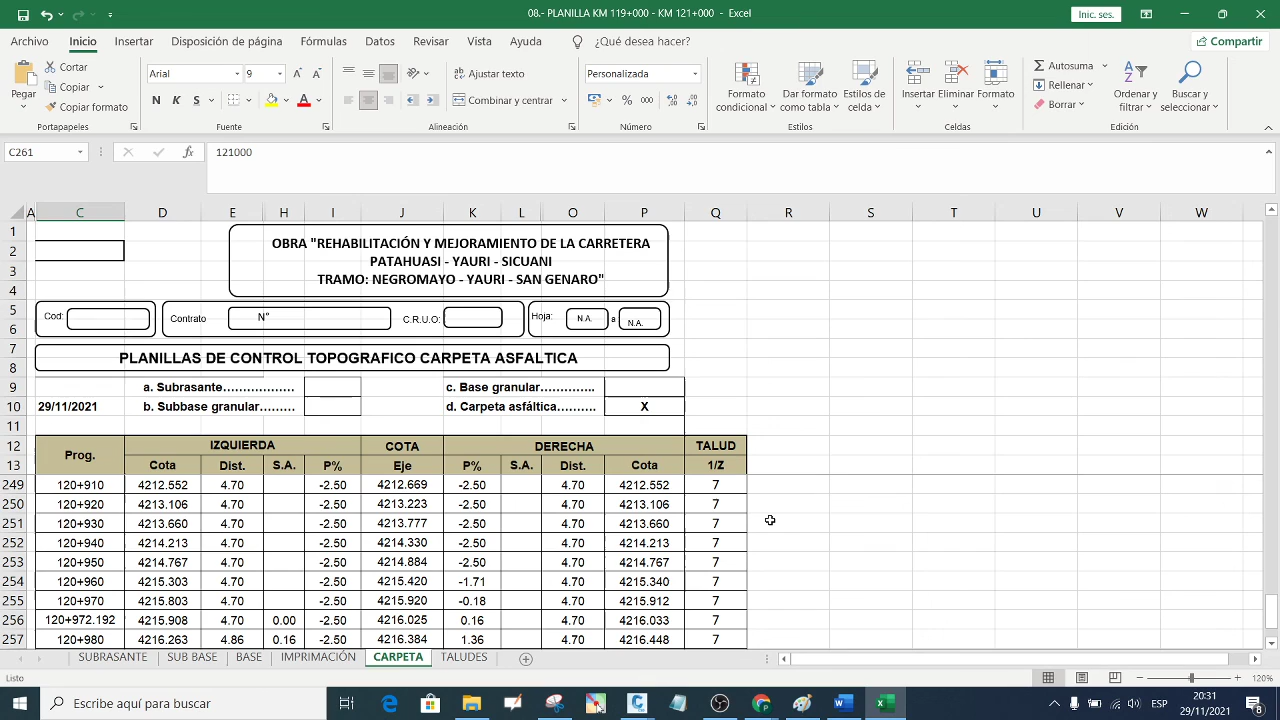 08.- PLANILLA KM 119+000 - KM 121+000 - Excel
Inic. ses.
Archivo Inicio Insertar Disposición de página Fórmulas Datos Revisar Vista Ayuda ¿Qué desea hacer? Compartir
Pegar
Cortar
Copiar
Copiar formato
Portapapeles
Arial 9
N K S
Fuente
Ajustar texto
Combinar y centrar
Alineación
Personalizada
% 000
Número
Formato condicional
Dar formato como tabla
Estilos de celda
Estilos
Insertar Eliminar Formato
Celdas
Autosuma
Rellenar
Borrar
Ordenar y filtrar
Buscar y seleccionar
Edición
C261 fx 121000
A C D E H I J K L O P Q R S T U V W
1
2
3
4
OBRA "REHABILITACIÓN Y MEJORAMIENTO DE LA CARRETERA
PATAHUASI - YAURI - SICUANI
TRAMO: NEGROMAYO - YAURI - SAN GENARO"
5
6
Cod: Contrato N° C.R.U.O: Hoja: N.A. a N.A.
7
8
PLANILLAS DE CONTROL TOPOGRAFICO CARPETA ASFALTICA
9 a. Subrasante.................. c. Base granular..............
10 29/11/2021 b. Subbase granular......... d. Carpeta asfáltica.......... X
11
12 Prog. IZQUIERDA COTA DERECHA TALUD
13 Cota Dist. S.A. P% Eje P% S.A. Dist. Cota 1/Z
249 120+910 4212.552 4.70 -2.50 4212.669 -2.50 4.70 4212.552 7
250 120+920 4213.106 4.70 -2.50 4213.223 -2.50 4.70 4213.106 7
251 120+930 4213.660 4.70 -2.50 4213.777 -2.50 4.70 4213.660 7
252 120+940 4214.213 4.70 -2.50 4214.330 -2.50 4.70 4214.213 7
253 120+950 4214.767 4.70 -2.50 4214.884 -2.50 4.70 4214.767 7
254 120+960 4215.303 4.70 -2.50 4215.420 -1.71 4.70 4215.340 7
255 120+970 4215.803 4.70 -2.50 4215.920 -0.18 4.70 4215.912 7
256 120+972.192 4215.908 4.70 0.00 -2.50 4216.025 0.16 4.70 4216.033 7
257 120+980 4216.263 4.86 0.16 -2.50 4216.384 1.36 4.70 4216.448 7
SUBRASANTE SUB BASE BASE IMPRIMACIÓN CARPETA TALUDES
Listo 120%
Escribe aquí para buscar
ESP
20:31
29/11/2021
8